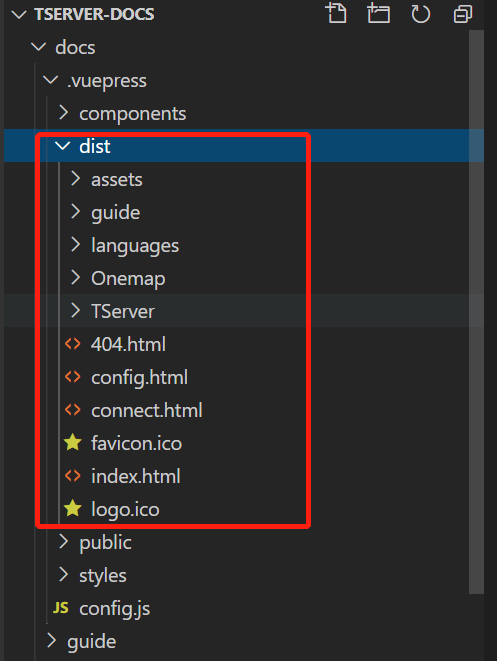 TSERVER-DOCS
docs
.vuepress
components
dist
assets
guide
languages
Onemap
TServer
404.html
config.html
connect.html
favicon.ico
index.html
logo.ico
public
styles
JS config.js
guide